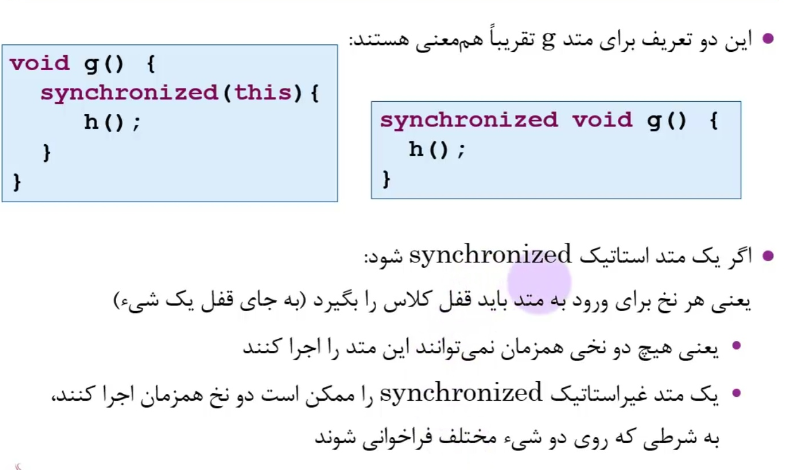 این دو تعریف برای متد g تقریباً هم‌معنی هستند:
void g() {
synchronized(this){
h();
}
}
synchronized void g() {
h();
}
اگر یک متد استاتیک synchronized شود:
یعنی هر نخ برای ورود به متد باید قفل کلاس را بگیرد (به جای قفل یک شیء)
یعنی هیچ دو نخی همزمان نمی‌توانند این متد را اجرا کنند
یک متد غیراستاتیک synchronized را ممکن است دو نخ همزمان اجرا کنند،
به شرطی که روی دو شیء مختلف فراخوانی شوند